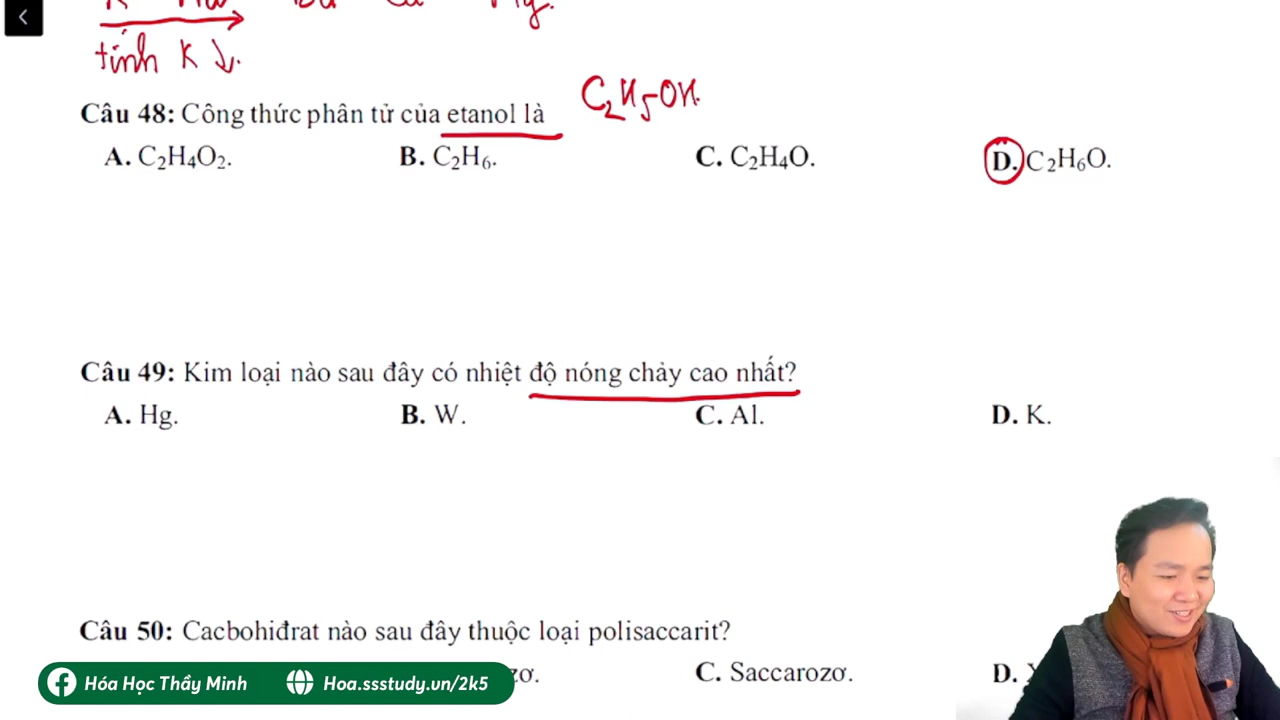 tính K ↓.
Câu 48: Công thức phân tử của etanol là C₂H₅OH.
A. C₂H₄O₂. B. C₂H₆. C. C₂H₄O. D. C₂H₆O.
Câu 49: Kim loại nào sau đây có nhiệt độ nóng chảy cao nhất?
A. Hg. B. W. C. Al. D. K.
Câu 50: Cacbohiđrat nào sau đây thuộc loại polisaccarit?
zơ. C. Saccarozơ. D.
Hóa Học Thầy Minh Hoa.ssstudy.vn/2k5